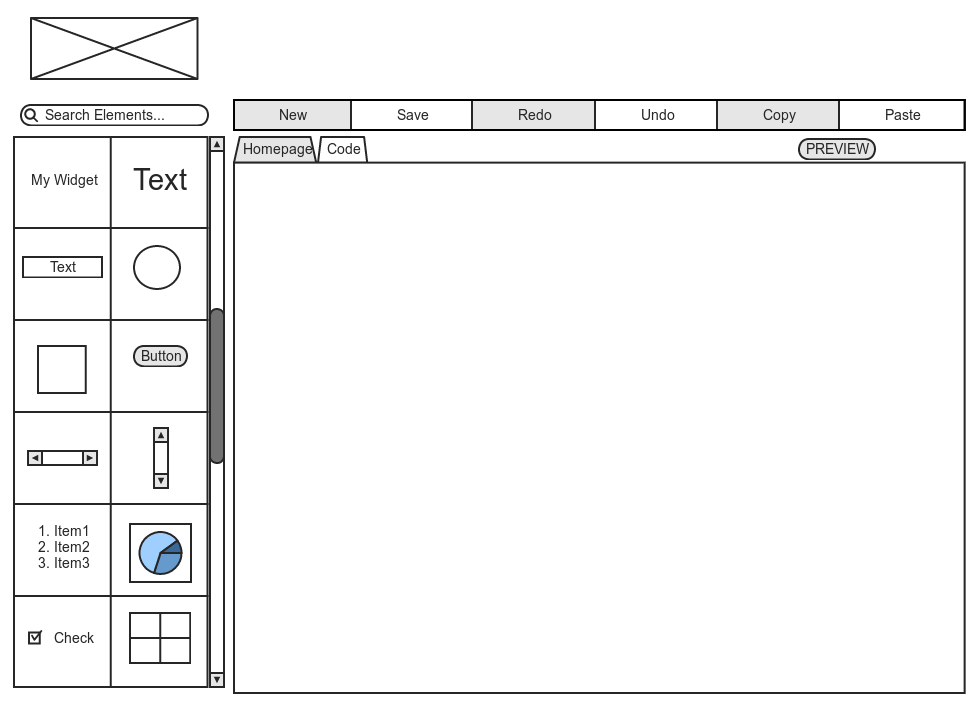 Search Elements...
New Save Redo Undo Copy Paste
Homepage Code PREVIEW
My Widget Text
Text
Button
1. Item1
2. Item2
3. Item3
Check